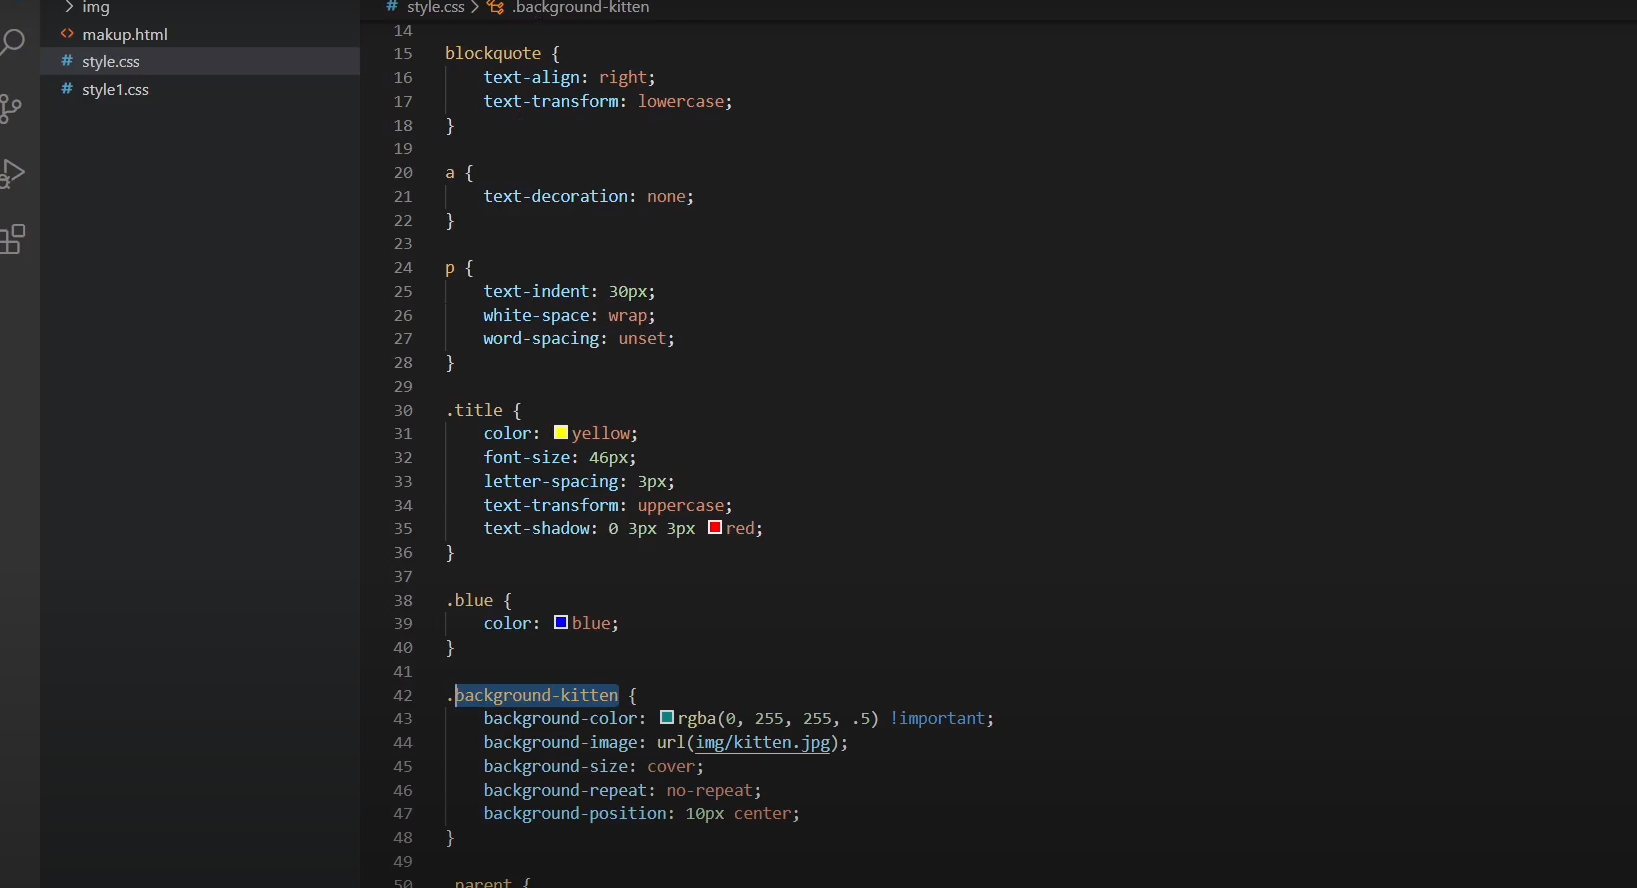 img
makup.html
style.css
style1.css
# style.css > .background-kitten
14
15 blockquote {
16 text-align: right;
17 text-transform: lowercase;
18 }
19
20 a {
21 text-decoration: none;
22 }
23
24 p {
25 text-indent: 30px;
26 white-space: wrap;
27 word-spacing: unset;
28 }
29
30 .title {
31 color: yellow;
32 font-size: 46px;
33 letter-spacing: 3px;
34 text-transform: uppercase;
35 text-shadow: 0 3px 3px red;
36 }
37
38 .blue {
39 color: blue;
40 }
41
42 .background-kitten {
43 background-color: rgba(0, 255, 255, .5) !important;
44 background-image: url(img/kitten.jpg);
45 background-size: cover;
46 background-repeat: no-repeat;
47 background-position: 10px center;
48 }
49
50 .parent {